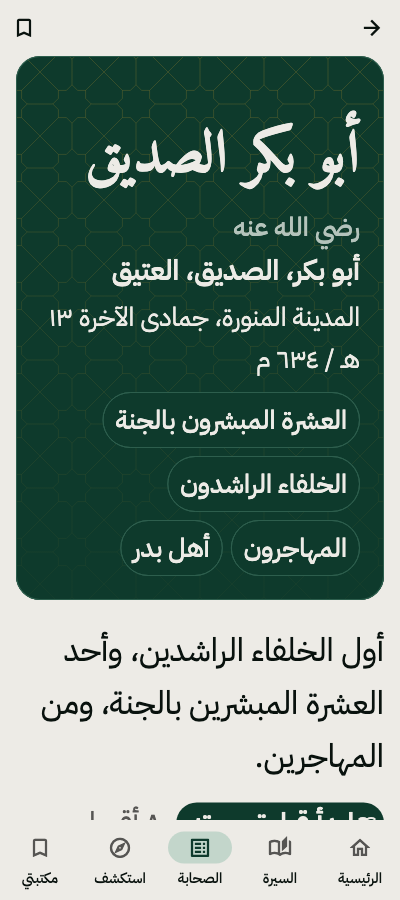 أبو بكر الصديق
رضي الله عنه
أبو بكر، الصديق، العتيق
المدينة المنورة، جمادى الآخرة ١٣
هـ / ٦٣٤ م
العشرة المبشرون بالجنة
الخلفاء الراشدون
المهاجرون أهل بدر
أول الخلفاء الراشدين، وأحد
العشرة المبشرين بالجنة، ومن
المهاجرين.
الرئيسية السيرة الصحابة استكشف مكتبتي